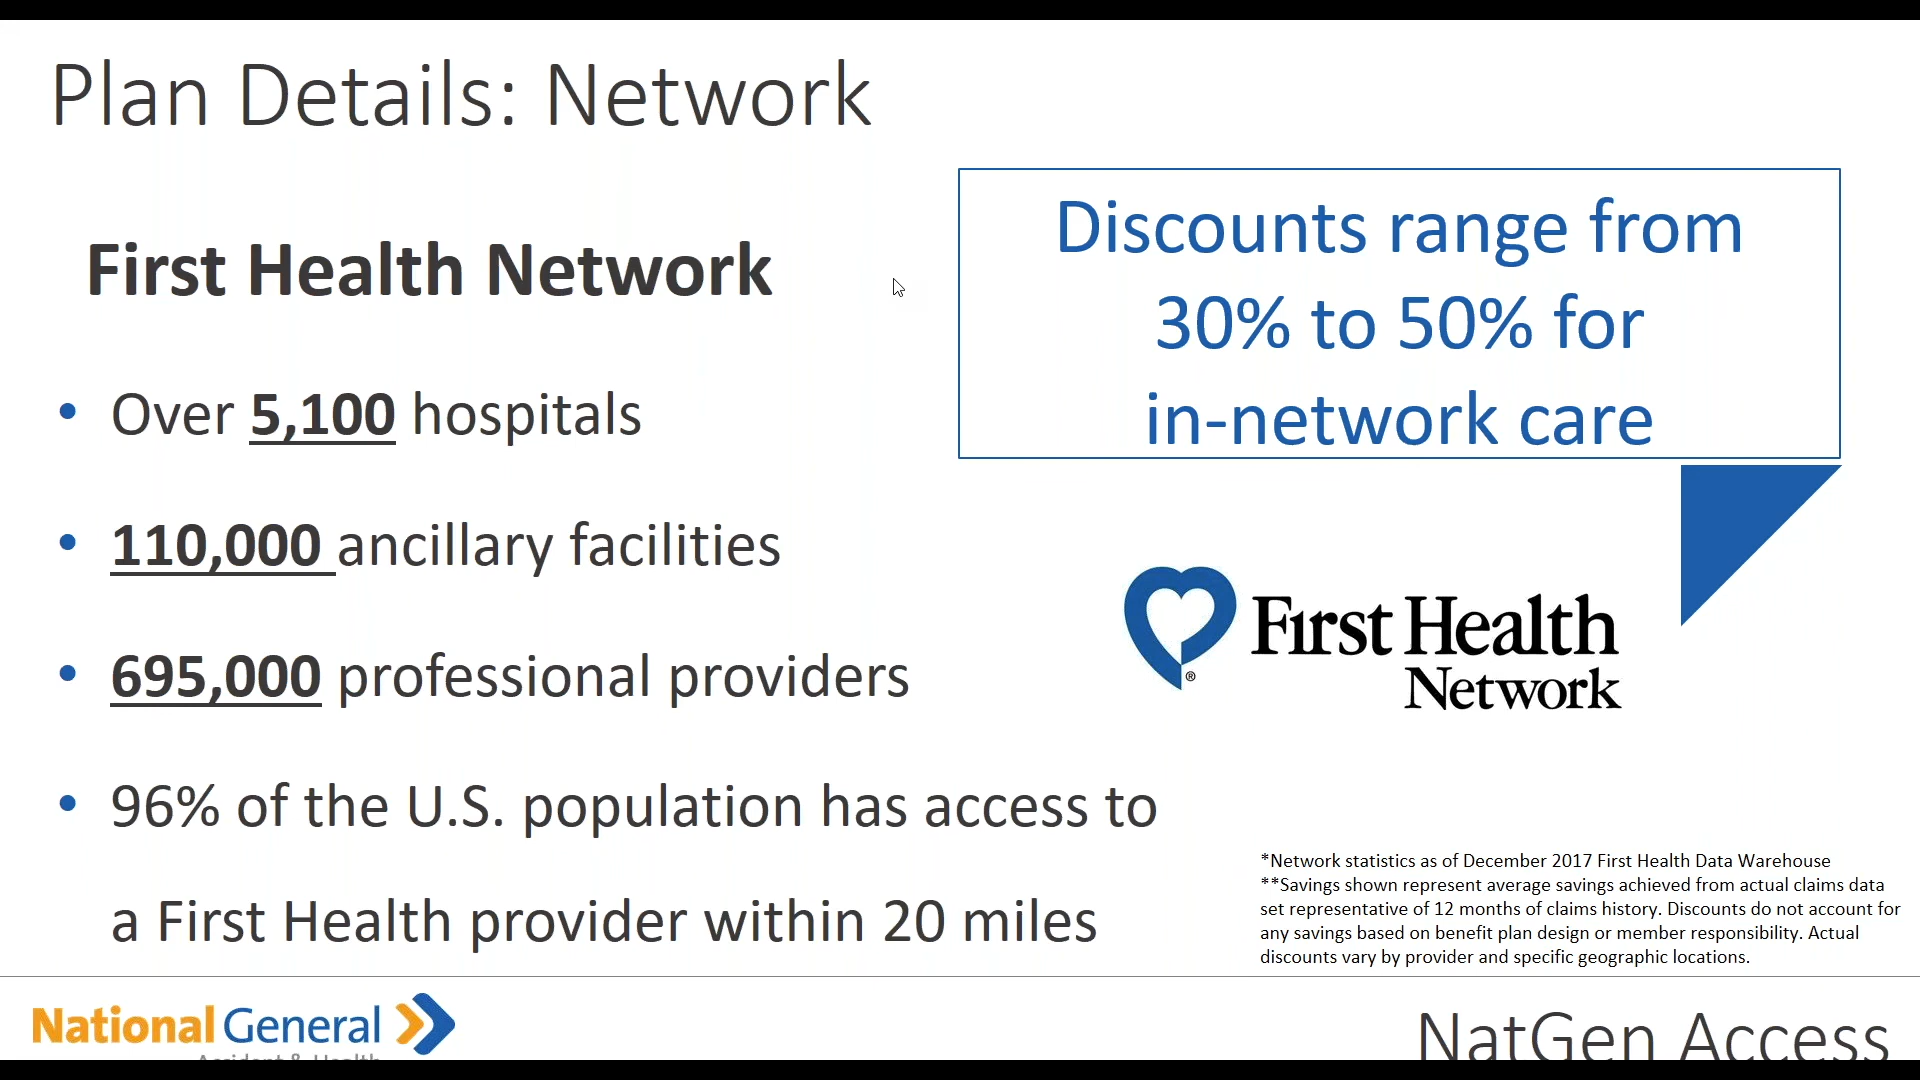 Plan Details: Network
First Health Network
• Over 5,100 hospitals
• 110,000 ancillary facilities
• 695,000 professional providers
• 96% of the U.S. population has access to
a First Health provider within 20 miles
Discounts range from
30% to 50% for
in-network care
First Health
Network
®
*Network statistics as of December 2017 First Health Data Warehouse
**Savings shown represent average savings achieved from actual claims data
set representative of 12 months of claims history. Discounts do not account for
any savings based on benefit plan design or member responsibility. Actual
discounts vary by provider and specific geographic locations.
National General
Accident & Health
NatGen Access